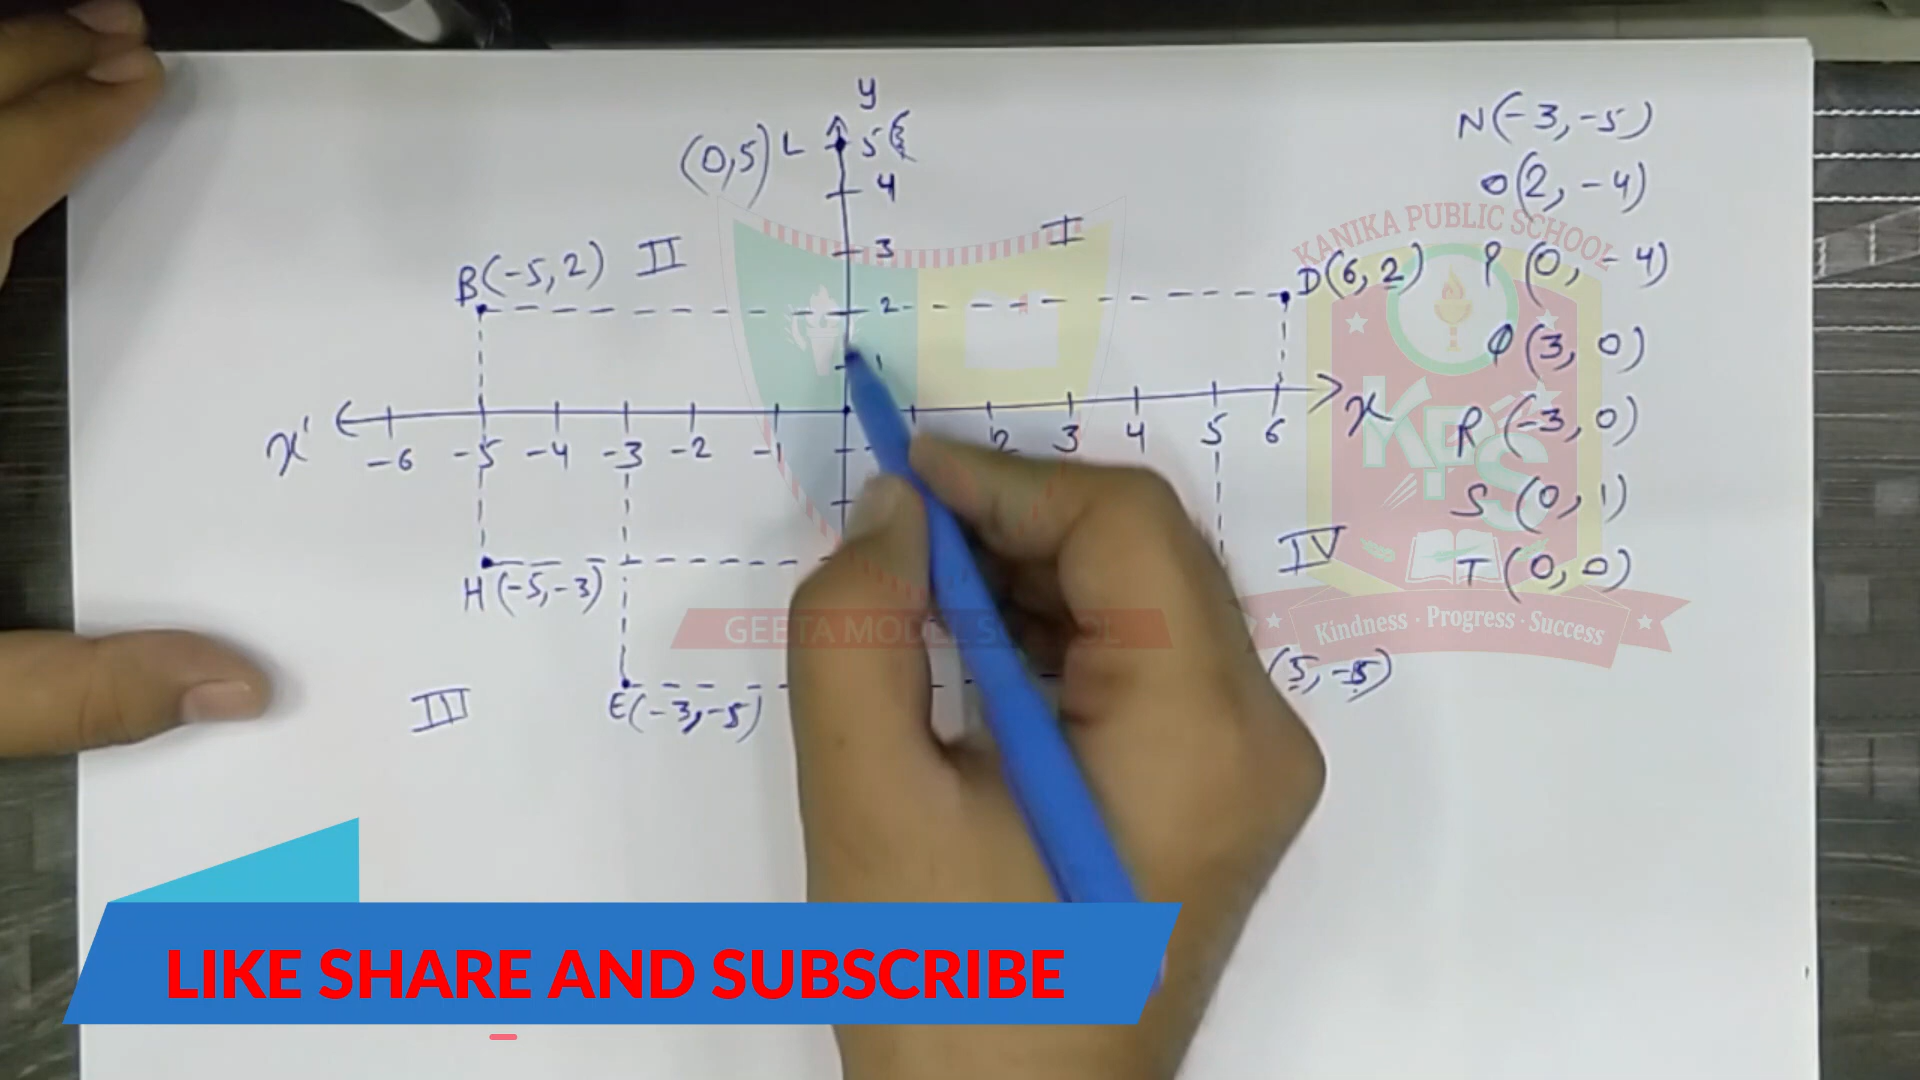 y
(0,5) L 5
4
3
2
1
II
I
B(-5,2)
D(6,2)
x'
-6 -5 -4 -3 -2 -1
2 3 4 5 6
x
H(-5,-3)
E(-3,-5)
III
IV
(5,-5)
N(-3,-5)
O(2,-4)
P(0,-4)
Q(3,0)
R(-3,0)
S(0,1)
T(0,0)
KANIKA PUBLIC SCHOOL
KPS
Kindness · Progress · Success
GEETA MODEL SCHOOL
LIKE SHARE AND SUBSCRIBE